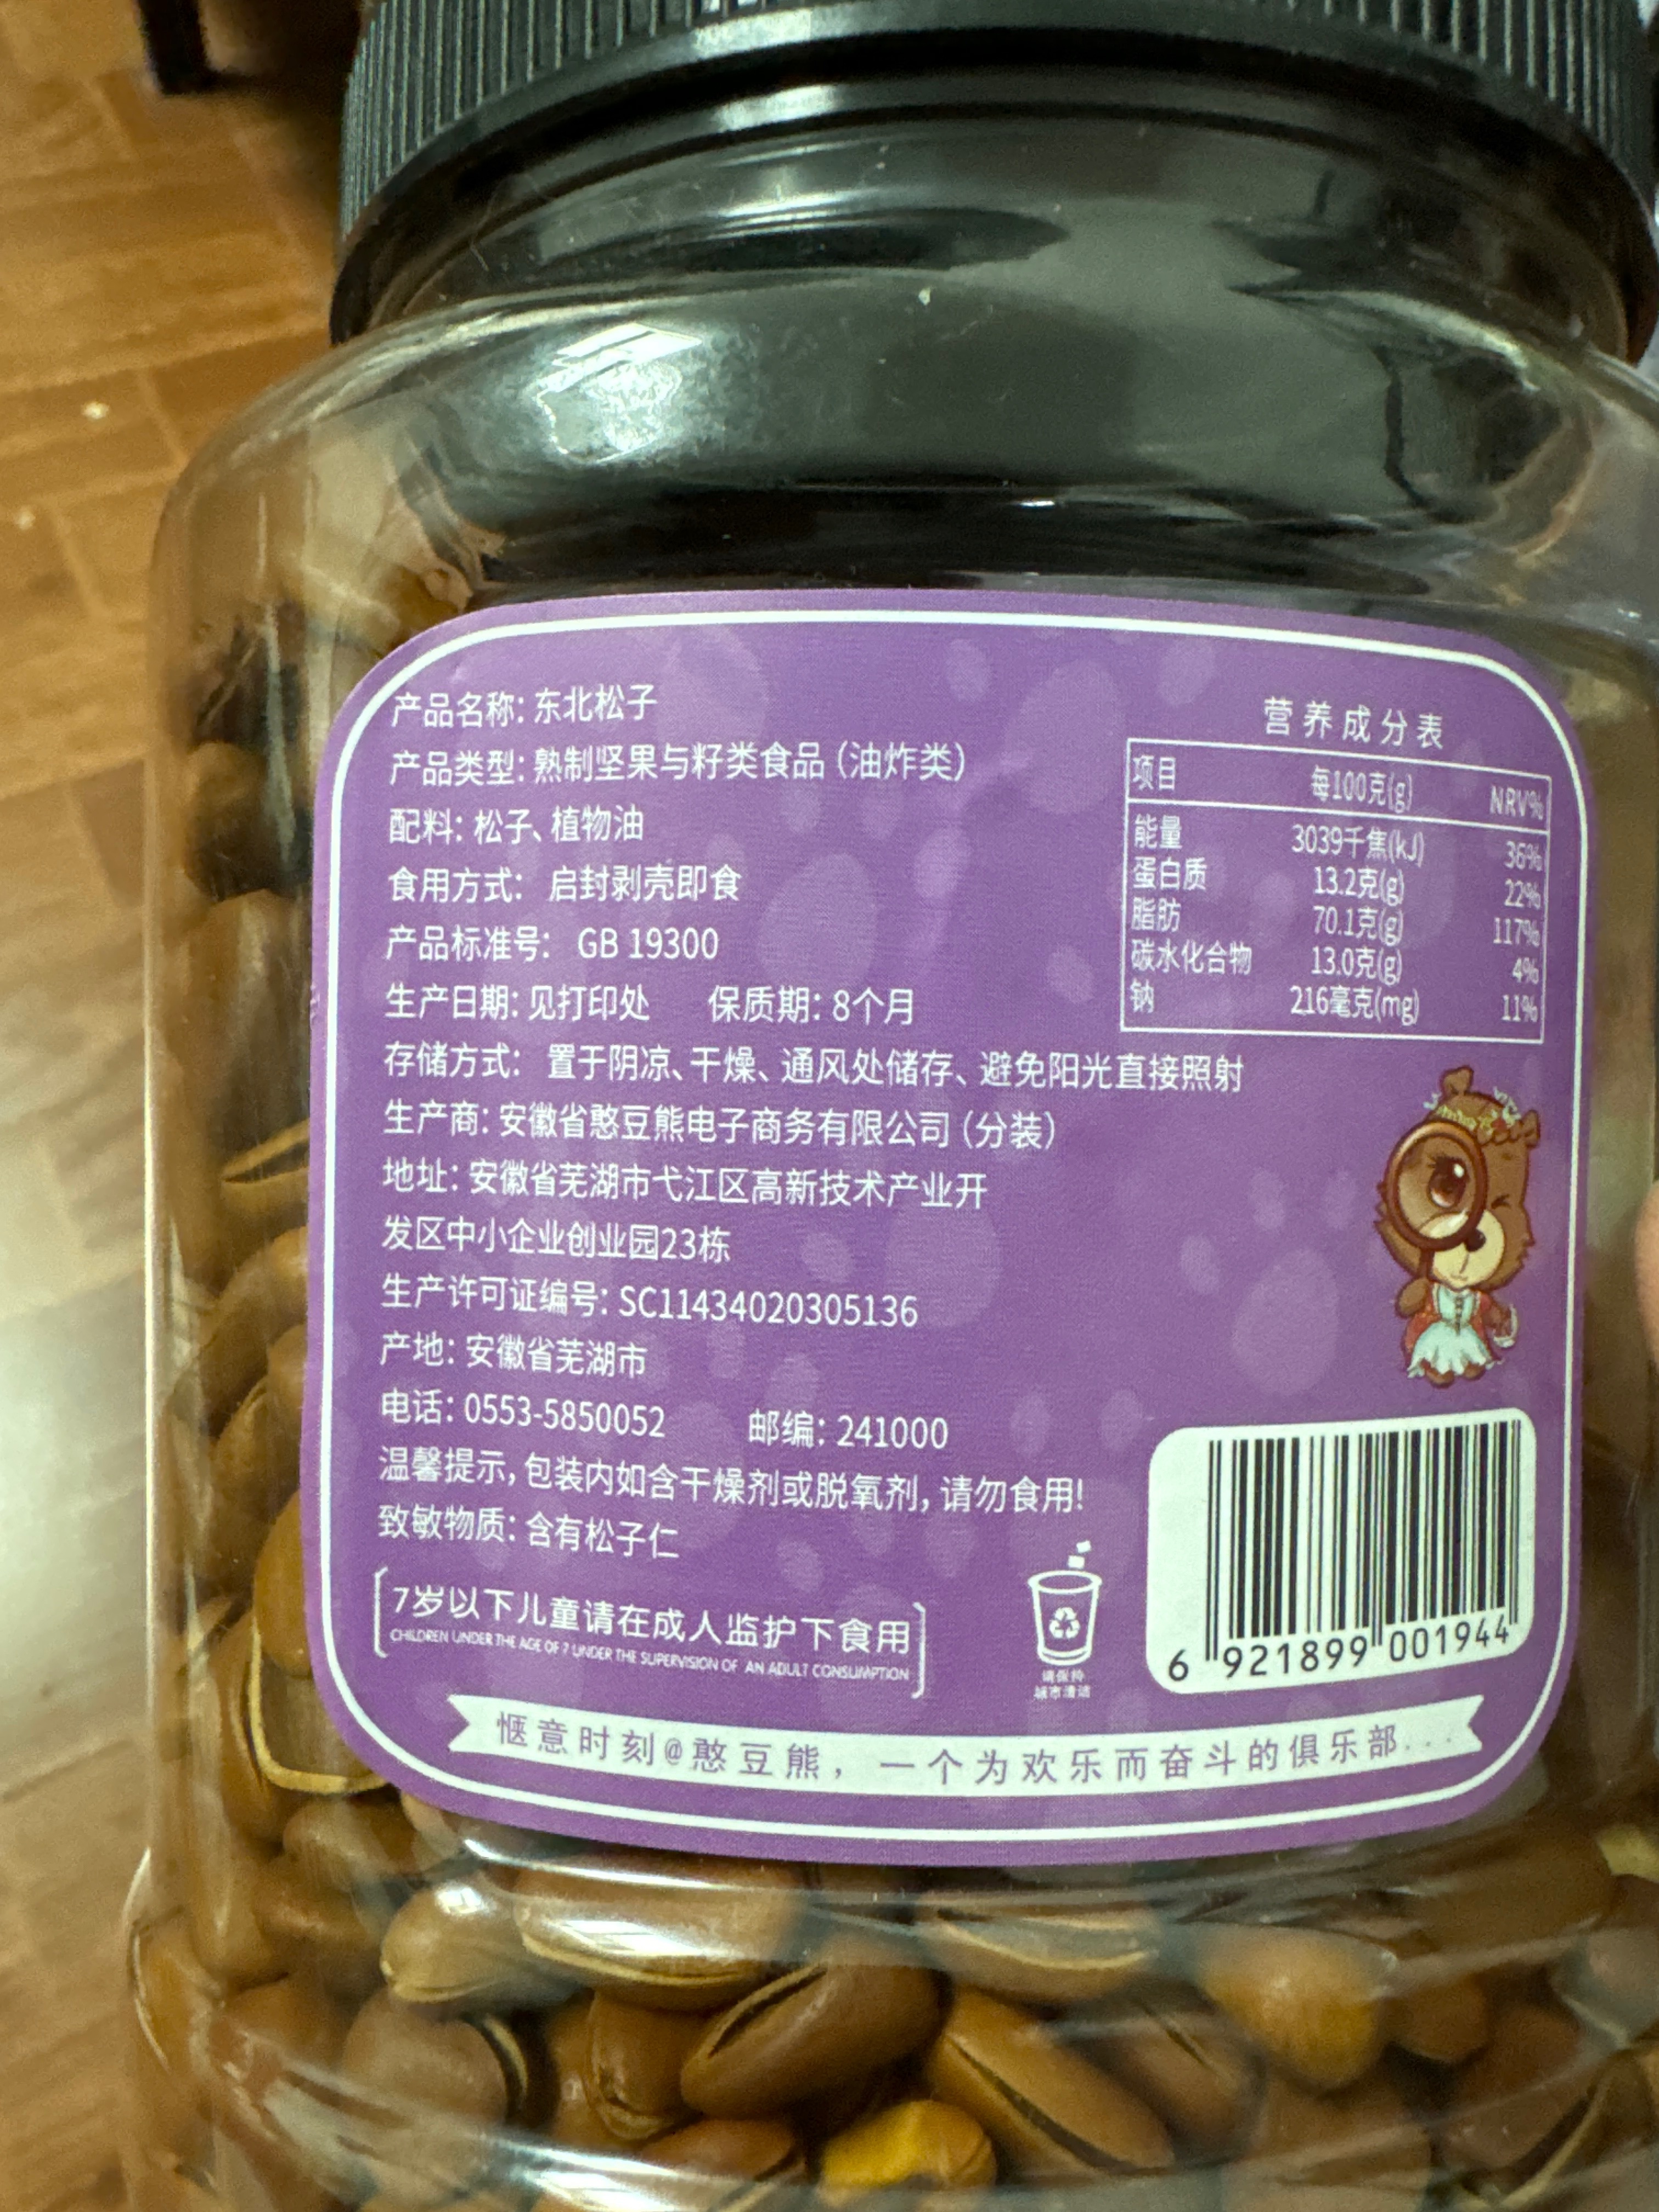 产品名称: 东北松子
产品类型: 熟制坚果与籽类食品 (油炸类)
配料: 松子、植物油
食用方式: 启封剥壳即食
产品标准号: GB 19300
生产日期: 见打印处 保质期: 8个月
存储方式: 置于阴凉、干燥、通风处储存、避免阳光直接照射
生产商: 安徽省憨豆熊电子商务有限公司 (分装)
地址: 安徽省芜湖市弋江区高新技术产业开
发区中小企业创业园23栋
生产许可证编号: SC11434020305136
产地: 安徽省芜湖市
电话: 0553-5850052 邮编: 241000
温馨提示, 包装内如含干燥剂或脱氧剂, 请勿食用!
致敏物质: 含有松子仁
7岁以下儿童请在成人监护下食用
CHILDREN UNDER THE AGE OF 7 UNDER THE SUPERVISION OF AN ADULT CONSUMPTION
营养成分表
项目 每100克(g) NRV%
能量 3039千焦(kJ) 36%
蛋白质 13.2克(g) 22%
脂肪 70.1克(g) 117%
碳水化合物 13.0克(g) 4%
钠 216毫克(mg) 11%
请保持
城市清洁
6 921899 001944
惬意时刻@憨豆熊, 一个为欢乐而奋斗的俱乐部...